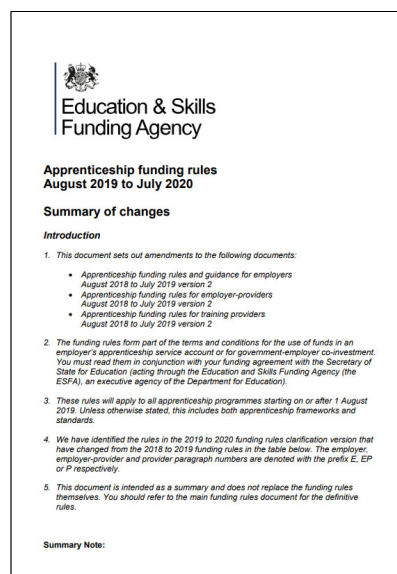 Education & Skills
Funding Agency
Apprenticeship funding rules
August 2019 to July 2020
Summary of changes
Introduction
1. This document sets out amendments to the following documents:
• Apprenticeship funding rules and guidance for employers
August 2018 to July 2019 version 2
• Apprenticeship funding rules for employer-providers
August 2018 to July 2019 version 2
• Apprenticeship funding rules for training providers
August 2018 to July 2019 version 2
2. The funding rules form part of the terms and conditions for the use of funds in an
employer's apprenticeship service account or for government-employer co-investment.
You must read them in conjunction with your funding agreement with the Secretary of
State for Education (acting through the Education and Skills Funding Agency (the
ESFA), an executive agency of the Department for Education).
3. These rules will apply to all apprenticeship programmes starting on or after 1 August
2019. Unless otherwise stated, this includes both apprenticeship frameworks and
standards.
4. We have identified the rules in the 2019 to 2020 funding rules clarification version that
have changed from the 2018 to 2019 funding rules in the table below. The employer,
employer-provider and provider paragraph numbers are denoted with the prefix E, EP
or P respectively.
5. This document is intended as a summary and does not replace the funding rules
themselves. You should refer to the main funding rules document for the definitive
rules.
Summary Note: